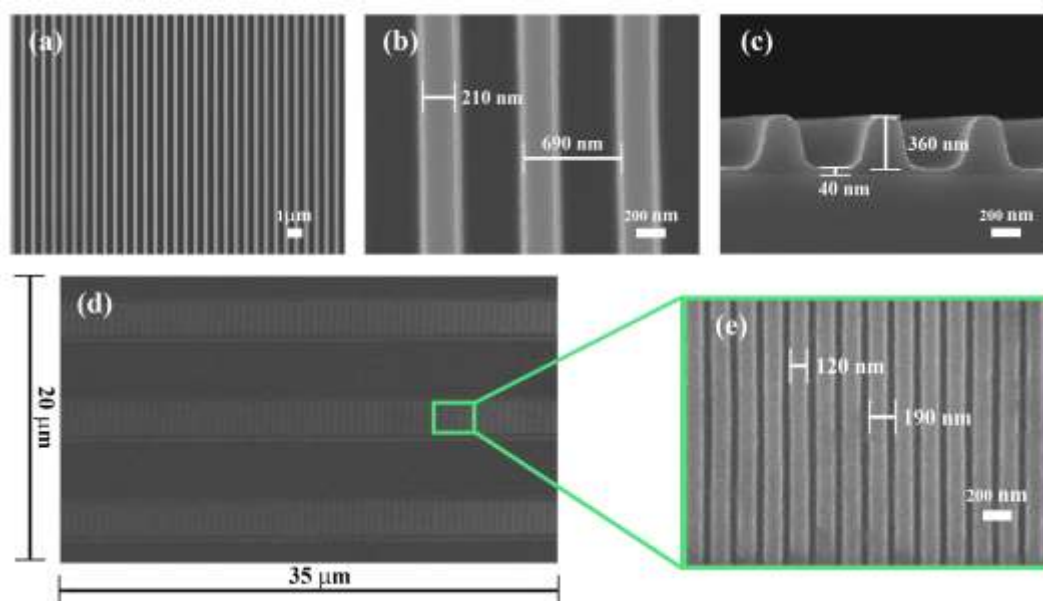 (a)
1μm
(b)
210 nm
690 nm
200 nm
(c)
360 nm
40 nm
200 nm
(d)
20 μm
35 μm
(e)
120 nm
190 nm
200 nm